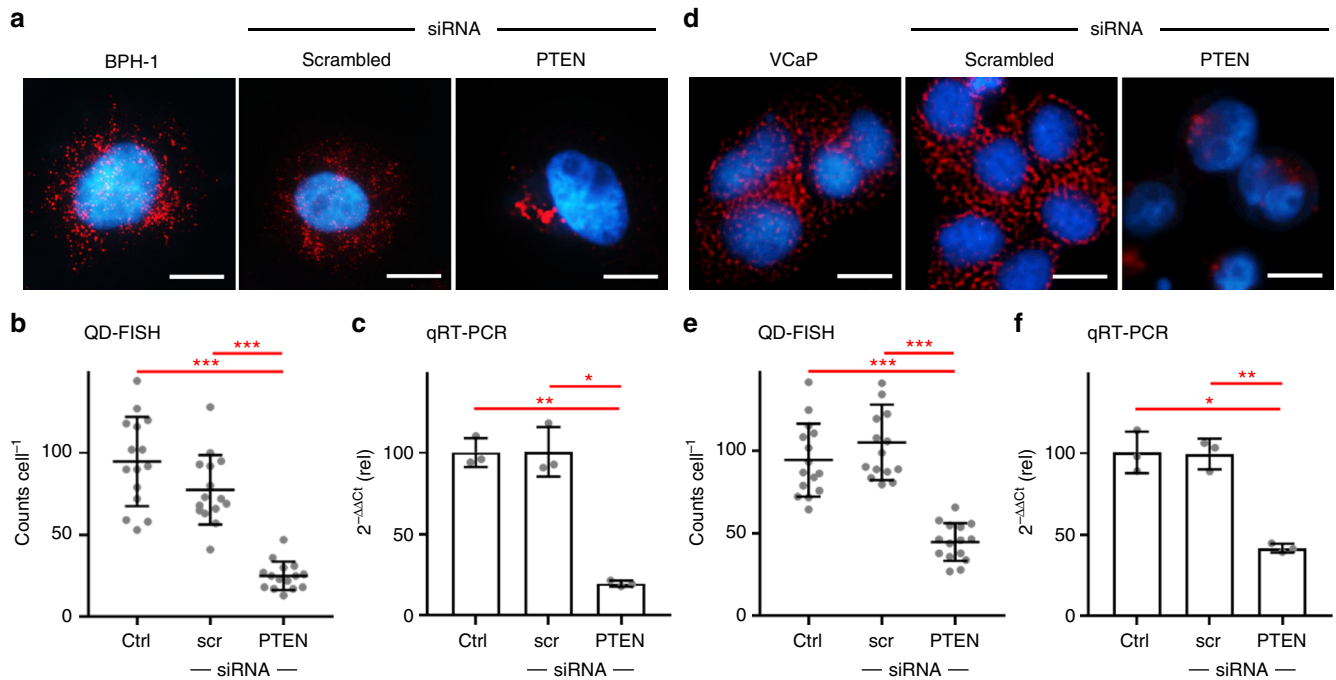 a
siRNA
BPH-1
Scrambled
PTEN
d
siRNA
VCaP
Scrambled
PTEN
b
QD-FISH
***
***
Counts cell⁻¹
100
50
0
Ctrl
scr
PTEN
siRNA
c
qRT-PCR
*
**
2⁻ΔΔCt (rel)
100
50
0
Ctrl
scr
PTEN
siRNA
e
QD-FISH
***
***
Counts cell⁻¹
100
50
0
Ctrl
scr
PTEN
siRNA
f
qRT-PCR
**
*
2⁻ΔΔCt (rel)
100
50
0
Ctrl
scr
PTEN
siRNA